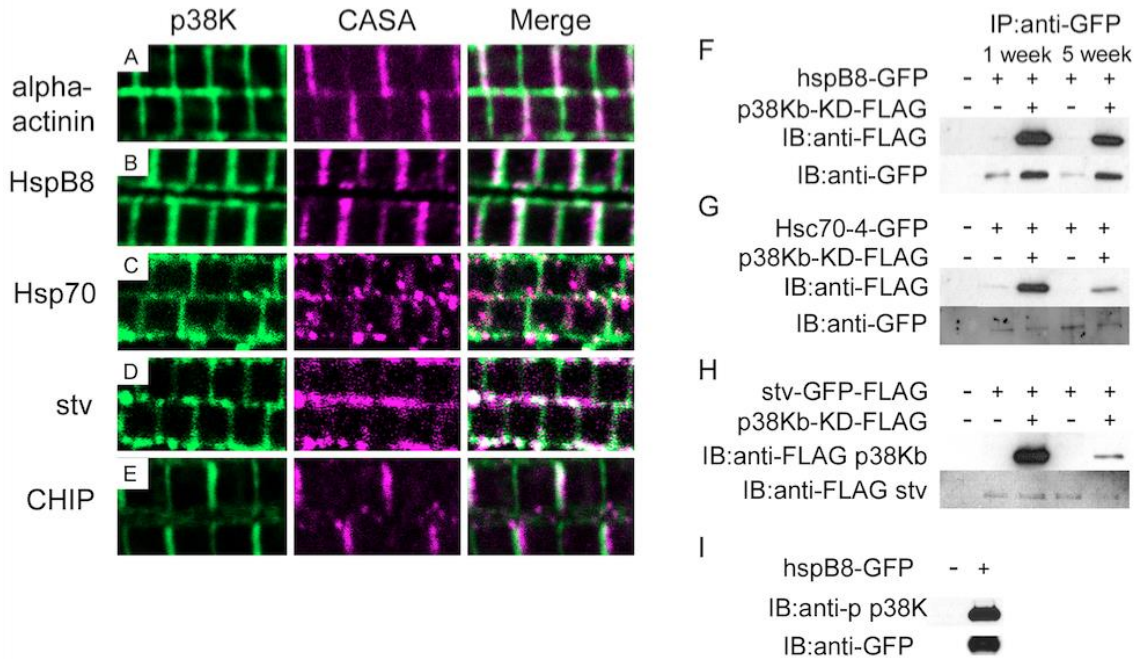 p38K CASA Merge
A
alpha-
actinin
B
HspB8
C
Hsp70
D
stv
E
CHIP
IP:anti-GFP
F
1 week 5 week
hspB8-GFP - + + + +
p38Kb-KD-FLAG - - + - +
IB:anti-FLAG
IB:anti-GFP
G
Hsc70-4-GFP - + + + +
p38Kb-KD-FLAG - - + - +
IB:anti-FLAG
IB:anti-GFP
H
stv-GFP-FLAG - + + + +
p38Kb-KD-FLAG - - + - +
IB:anti-FLAG p38Kb
IB:anti-FLAG stv
I
hspB8-GFP - +
IB:anti-p p38K
IB:anti-GFP